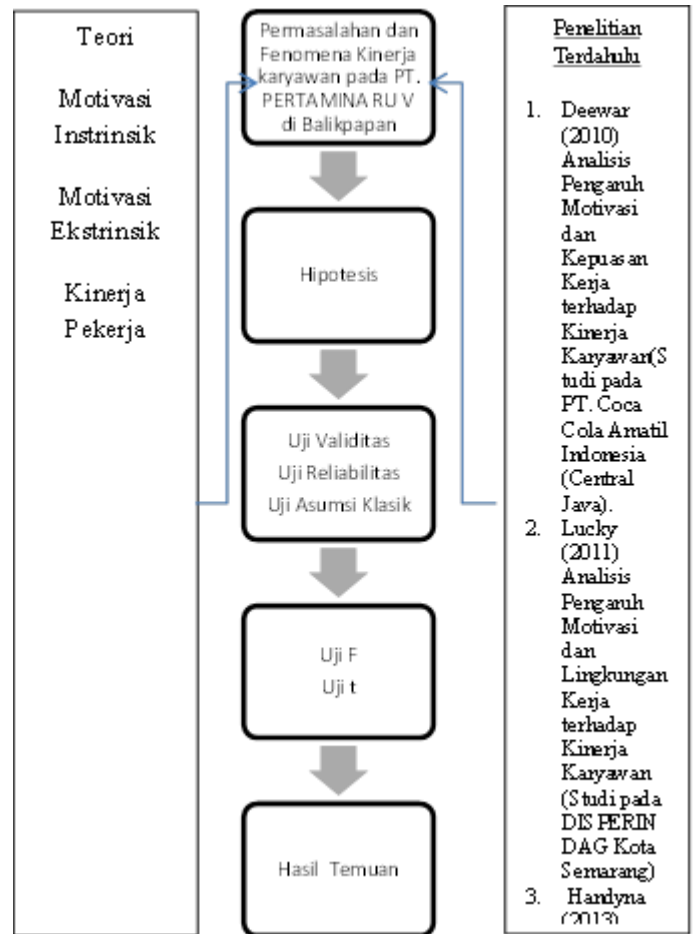 Teori
Motivasi
Instrinsik
Motivasi
Ekstrinsik
Kinerja
Pekerja
Permasalahan dan
Fenomena Kinerja
karyawan pada PT.
PERTAMINA RU V
di Balikpapan
Hipotesis
Uji Validitas
Uji Reliabilitas
Uji Asumsi Klasik
Uji F
Uji t
Hasil Temuan
Penelitian
Terdahulu
1. Deewar
(2010)
Analisis
Pengaruh
Motivasi
dan
Kepuasan
Kerja
terhadap
Kinerja
Karyawan(S
tudi pada
PT. Coca
Cola Amatil
Indonesia
(Central
Java).
2. Lucky
(2011)
Analisis
Pengaruh
Motivasi
dan
Lingkungan
Kerja
terhadap
Kinerja
Karyawan
(Studi pada
DISPERIN
DAG Kota
Semarang)
3. Handyna
(2013)